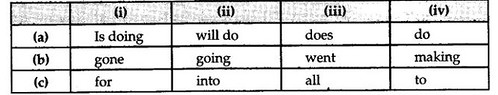 (i) (ii) (iii) (iv)
(a) Is doing will do does do
(b) gone going went making
(c) for into all to